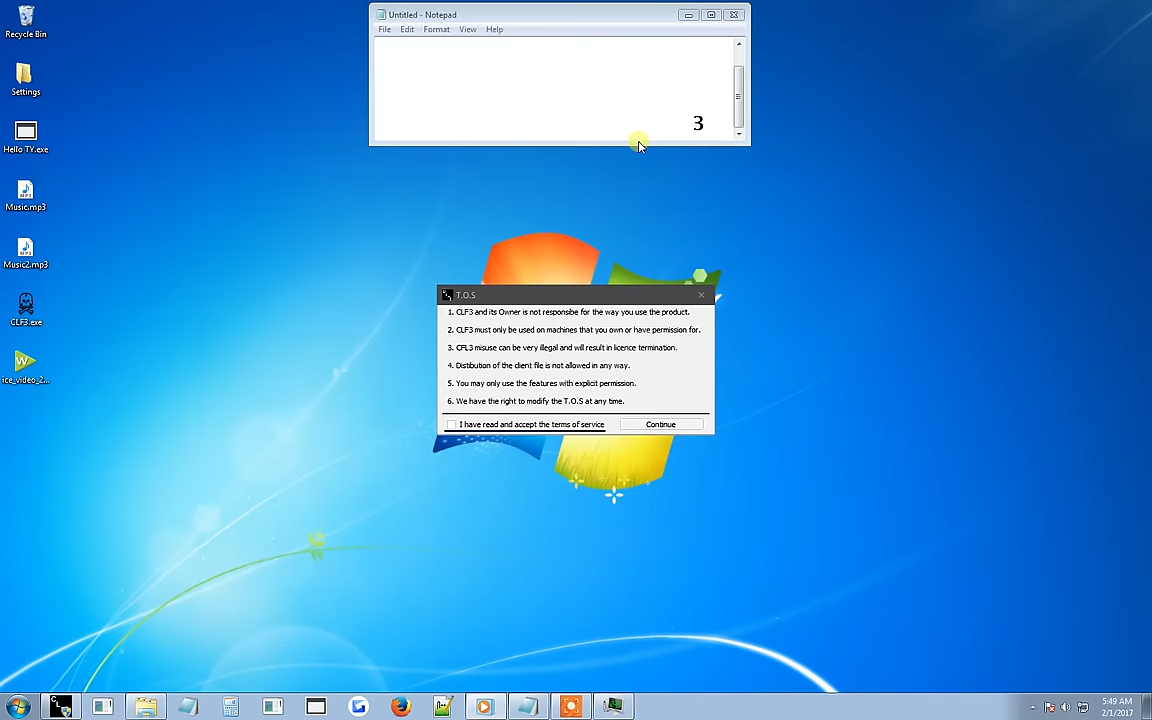 Recycle Bin
Settings
Hello TY.exe
Music.mp3
Music2.mp3
CLF3.exe
W
ice_video_2...
Untitled - Notepad
File Edit Format View Help
3
T.O.S
1. CLF3 and its Owner is not responsibe for the way you use the product.
2. CLF3 must only be used on machines that you own or have permission for.
3. CFL3 misuse can be very illegal and will result in licence termination.
4. Distibution of the client file is not allowed in any way.
5. You may only use the features with explicit permission.
6. We have the right to modify the T.O.S at any time.
I have read and accept the terms of service
Continue
5:49 AM
2/1/2017